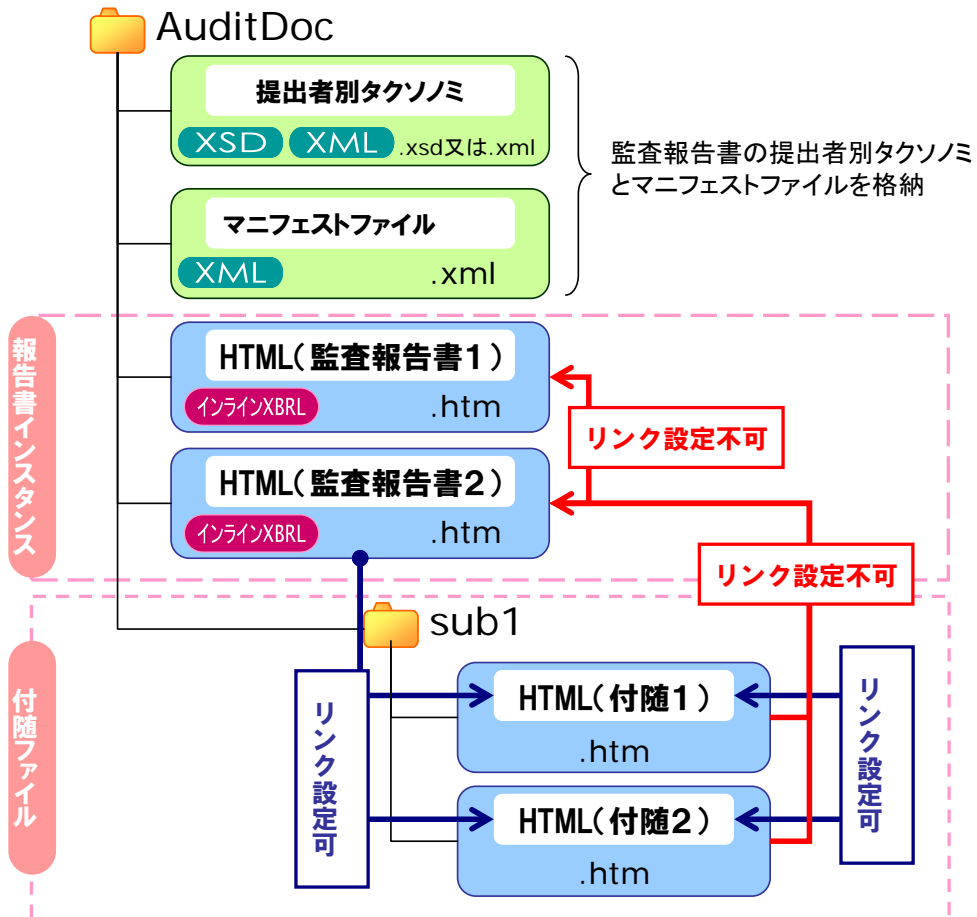 AuditDoc
提出者別タクソノミ
XSD XML .xsd又は.xml
監査報告書の提出者別タクソノミ
とマニフェストファイルを格納
マニフェストファイル
XML .xml
報告書インスタンス
HTML(監査報告書1)
インラインXBRL .htm
リンク設定不可
HTML(監査報告書2)
インラインXBRL .htm
リンク設定不可
付随ファイル
sub1
リンク設定可
HTML(付随1)
.htm
リンク設定可
HTML(付随2)
.htm